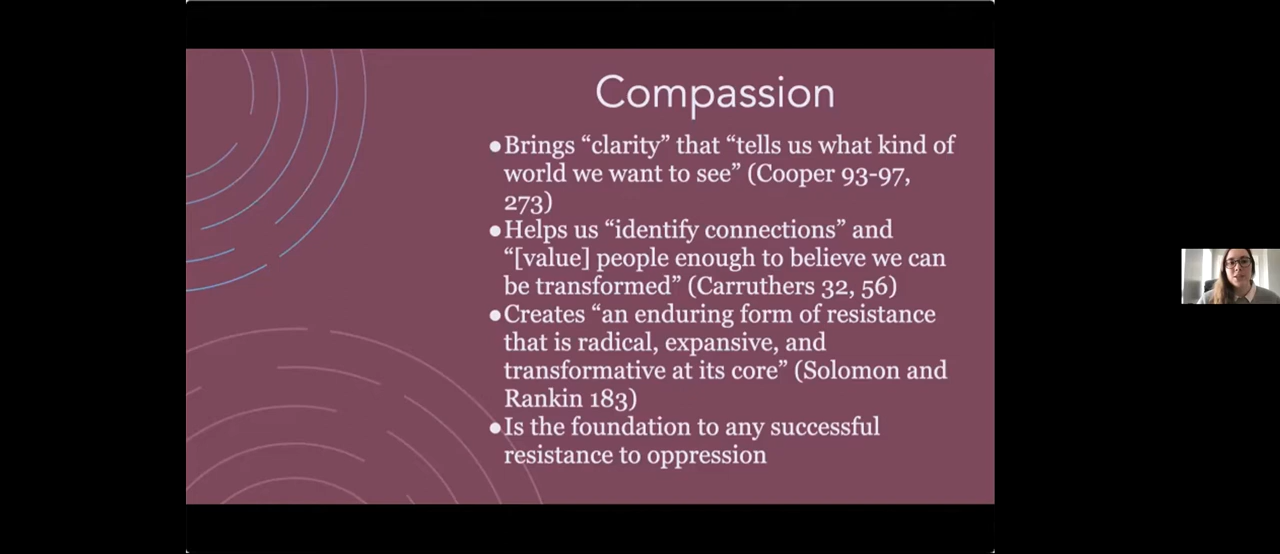 Compassion
●Brings “clarity” that “tells us what kind of
world we want to see” (Cooper 93-97,
273)
●Helps us “identify connections” and
“[value] people enough to believe we can
be transformed” (Carruthers 32, 56)
●Creates “an enduring form of resistance
that is radical, expansive, and
transformative at its core” (Solomon and
Rankin 183)
●Is the foundation to any successful
resistance to oppression